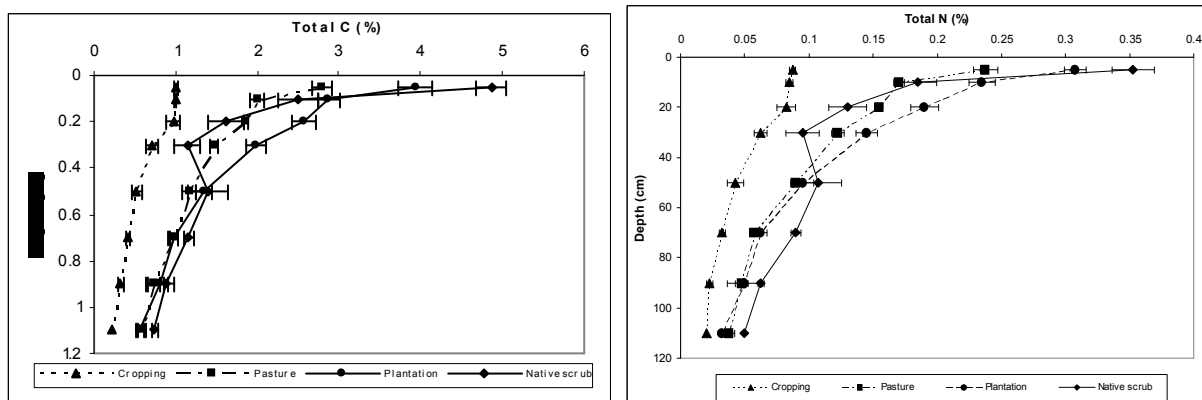 Total C (%)
0 1 2 3 4 5 6
0
0.2
0.4
0.6
0.8
1
1.2
Cropping Pasture Plantation Native scrub
Total N (%)
0 0.05 0.1 0.15 0.2 0.25 0.3 0.35 0.4
0
20
40
60
80
100
120
Depth (cm)
Cropping Pasture Plantation Native scrub